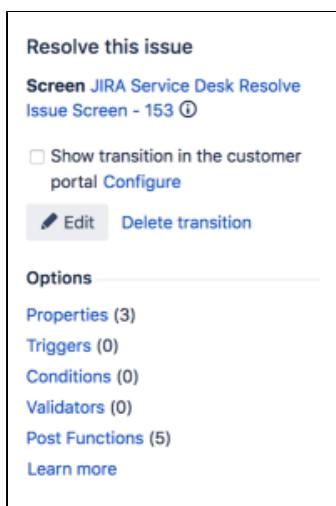 Resolve this issue
Screen JIRA Service Desk Resolve
Issue Screen - 153
Show transition in the customer
portal Configure
Edit Delete transition
Options
Properties (3)
Triggers (0)
Conditions (0)
Validators (0)
Post Functions (5)
Learn more